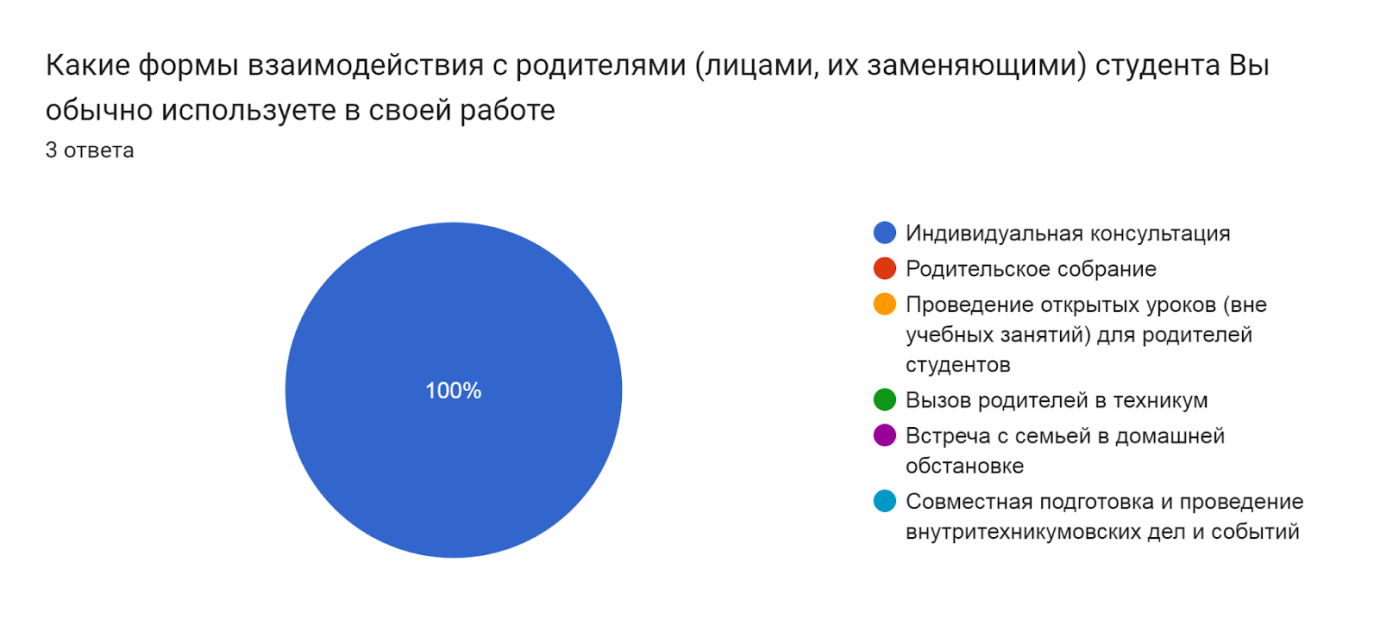 Какие формы взаимодействия с родителями (лицами, их заменяющими) студента Вы
обычно используете в своей работе
3 ответа
100%
Индивидуальная консультация
Родительское собрание
Проведение открытых уроков (вне
учебных занятий) для родителей
студентов
Вызов родителей в техникум
Встреча с семьей в домашней
обстановке
Совместная подготовка и проведение
внутритехникумовских дел и событий